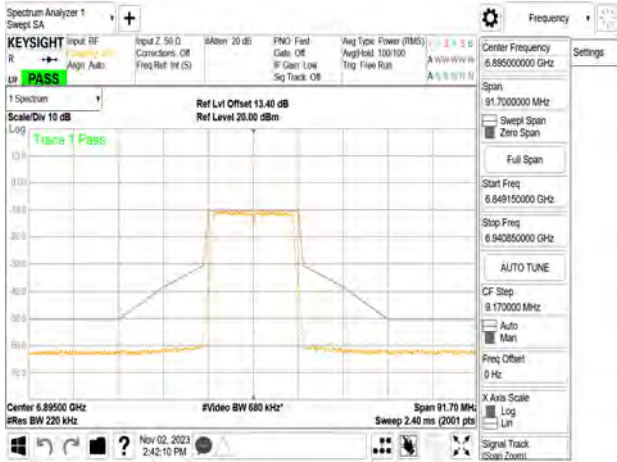 Spectrum Analyzer 1
Swept SA
Frequency
KEYSIGHT
Input: RF
Input Z: 50 Ω
#Atten: 20 dB
PNO: Fast
Avg Type: Power (RMS)
Corrections: Off
Gate: Off
Avg|Hold: 100/100
R
Align: Auto
Freq Ref: Int (S)
IF Gain: Low
Trig: Free Run
Sig Track: Off
PASS
1 Spectrum
Scale/Div 10 dB
Ref Lvl Offset 13.40 dB
Ref Level 20.00 dBm
Log
Trace 1 Pass
Center 6.89500 GHz
#Res BW 220 kHz
#Video BW 680 kHz*
Span 91.70 MHz
Sweep 2.40 ms (2001 pts)
Nov 02, 2023
2:42:10 PM
Center Frequency
6.895000000 GHz
Settings
Span
91.7000000 MHz
Swept Span
Zero Span
Full Span
Start Freq
6.849150000 GHz
Stop Freq
6.940850000 GHz
AUTO TUNE
CF Step
9.170000 MHz
Auto
Man
Freq Offset
0 Hz
X Axis Scale
Log
Lin
Signal Track
(Span Zoom)